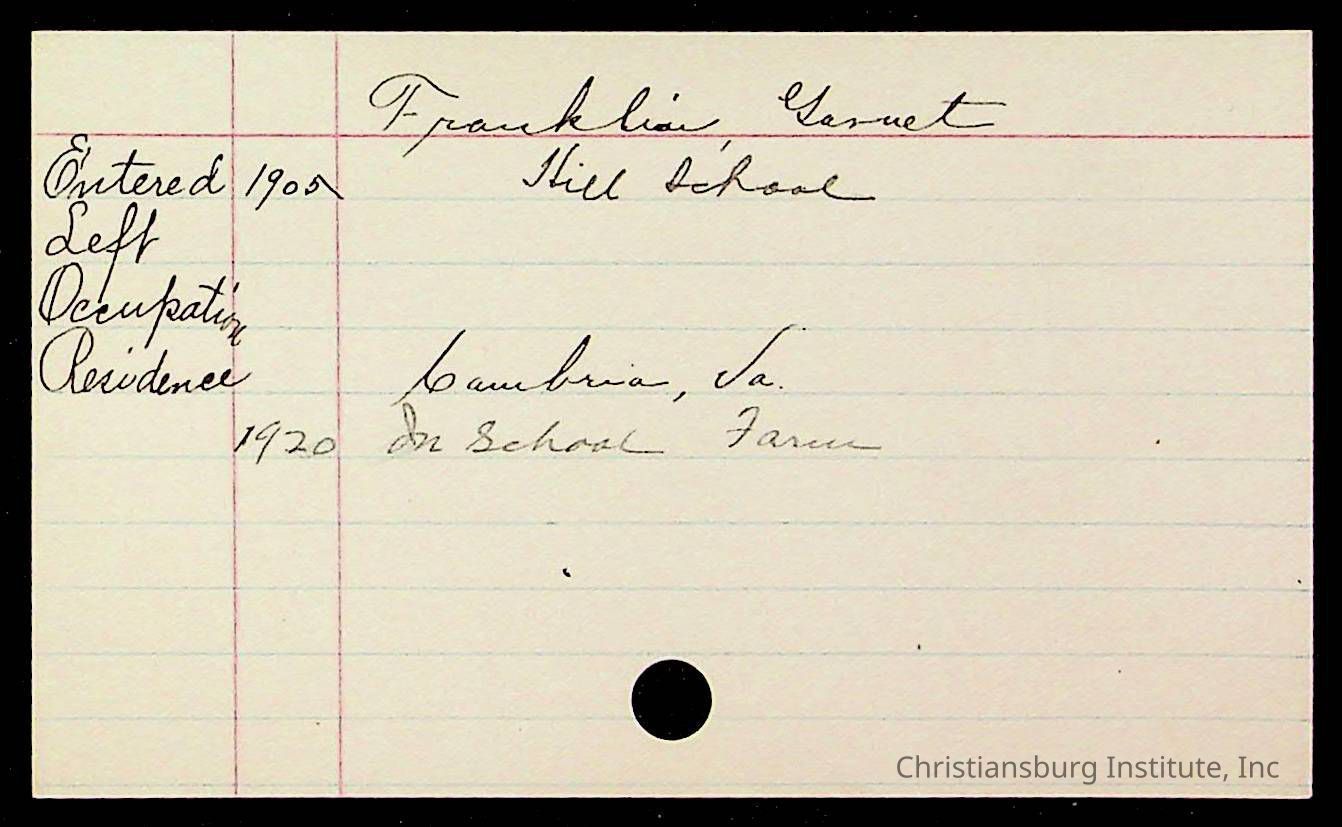 Franklin, Garnet
Entered 1905 Hill School
Left
Occupation
Residence Cambria, Va.
1920 In School Farm
Christiansburg Institute, Inc